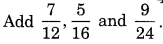 Add 7/12, 5/16 and 9/24.